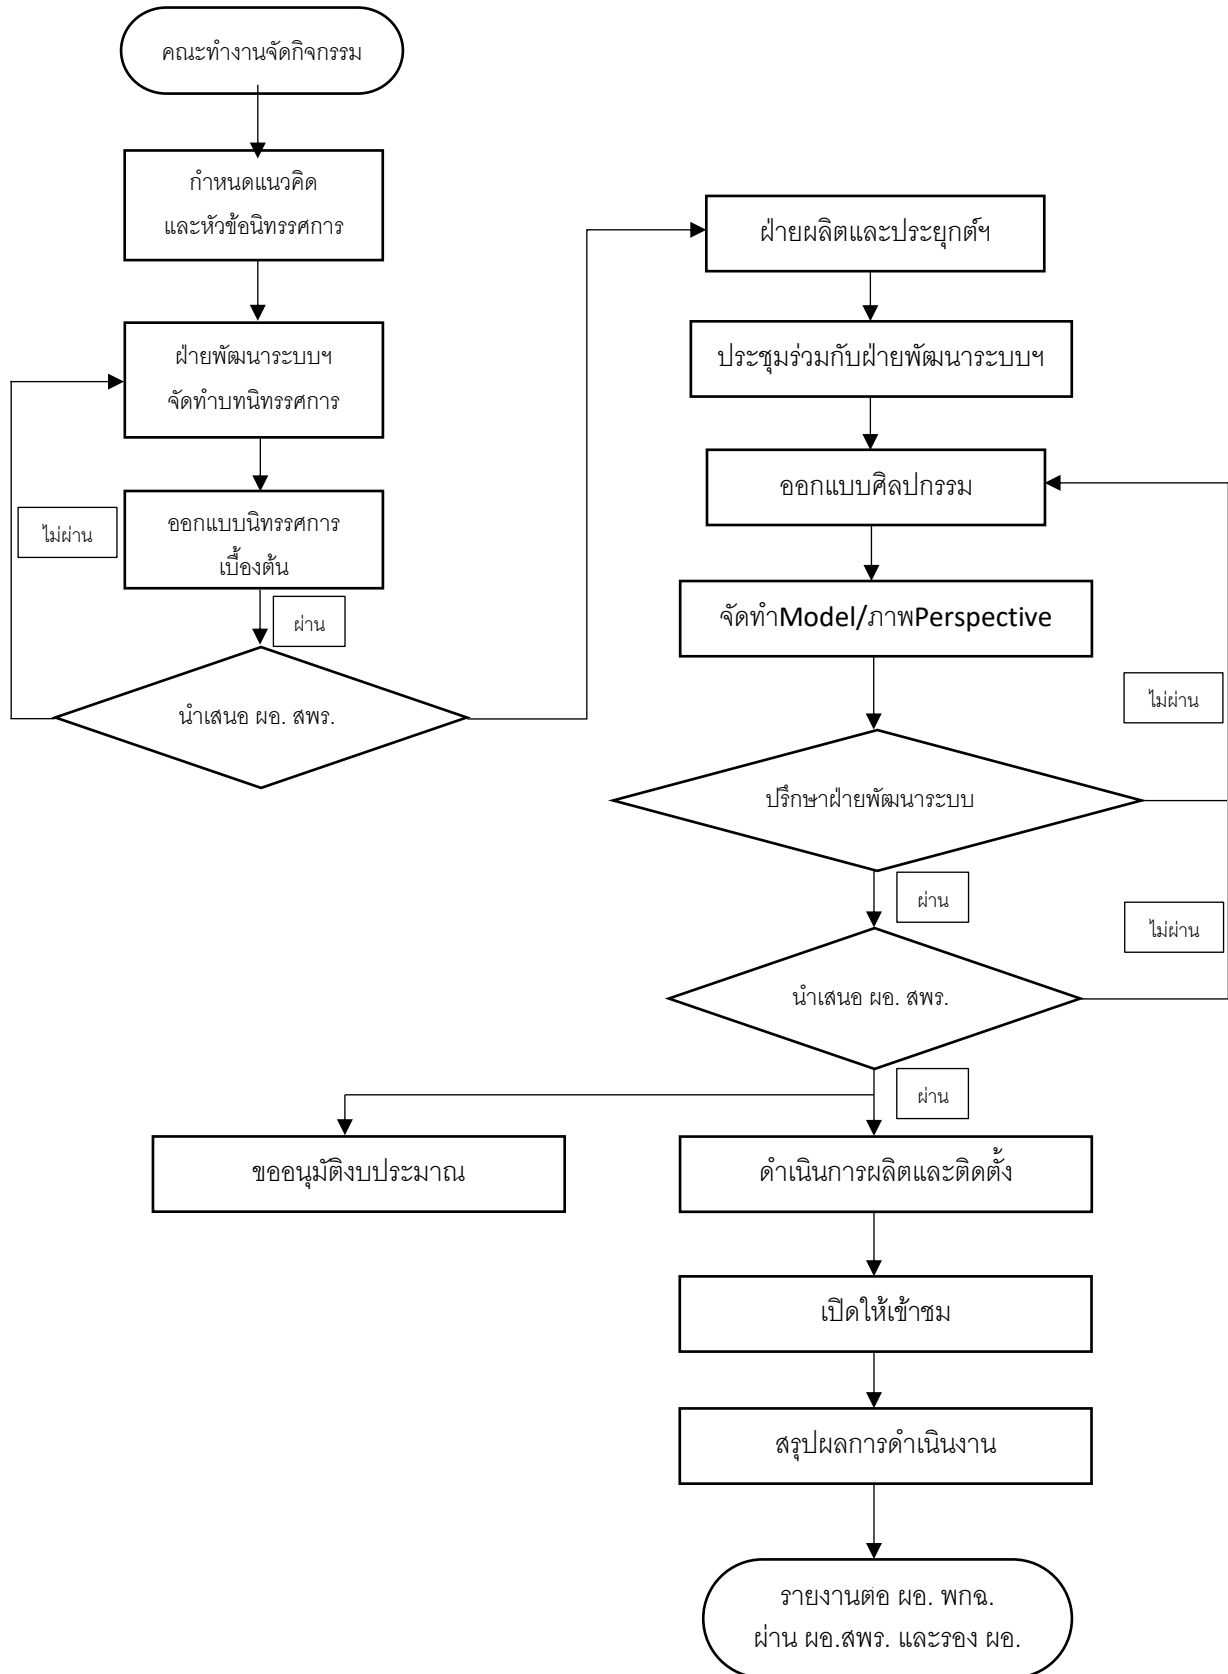 คณะทำงานจัดกิจกรรม
กำหนดแนวคิด
และหัวข้อนิทรรศการ
ฝ่ายพัฒนาระบบฯ
จัดทำบทนิทรรศการ
ออกแบบนิทรรศการ
เบื้องต้น
ไม่ผ่าน
ผ่าน
นำเสนอ ผอ. สพร.
ฝ่ายผลิตและประยุกต์ฯ
ประชุมร่วมกับฝ่ายพัฒนาระบบฯ
ออกแบบศิลปกรรม
จัดทำModel/ภาพPerspective
ไม่ผ่าน
ปรึกษาฝ่ายพัฒนาระบบ
ผ่าน
ไม่ผ่าน
นำเสนอ ผอ. สพร.
ผ่าน
ขออนุมัติงบประมาณ
ดำเนินการผลิตและติดตั้ง
เปิดให้เข้าชม
สรุปผลการดำเนินงาน
รายงานต่อ ผอ. พกฉ.
ผ่าน ผอ.สพร. และรอง ผอ.